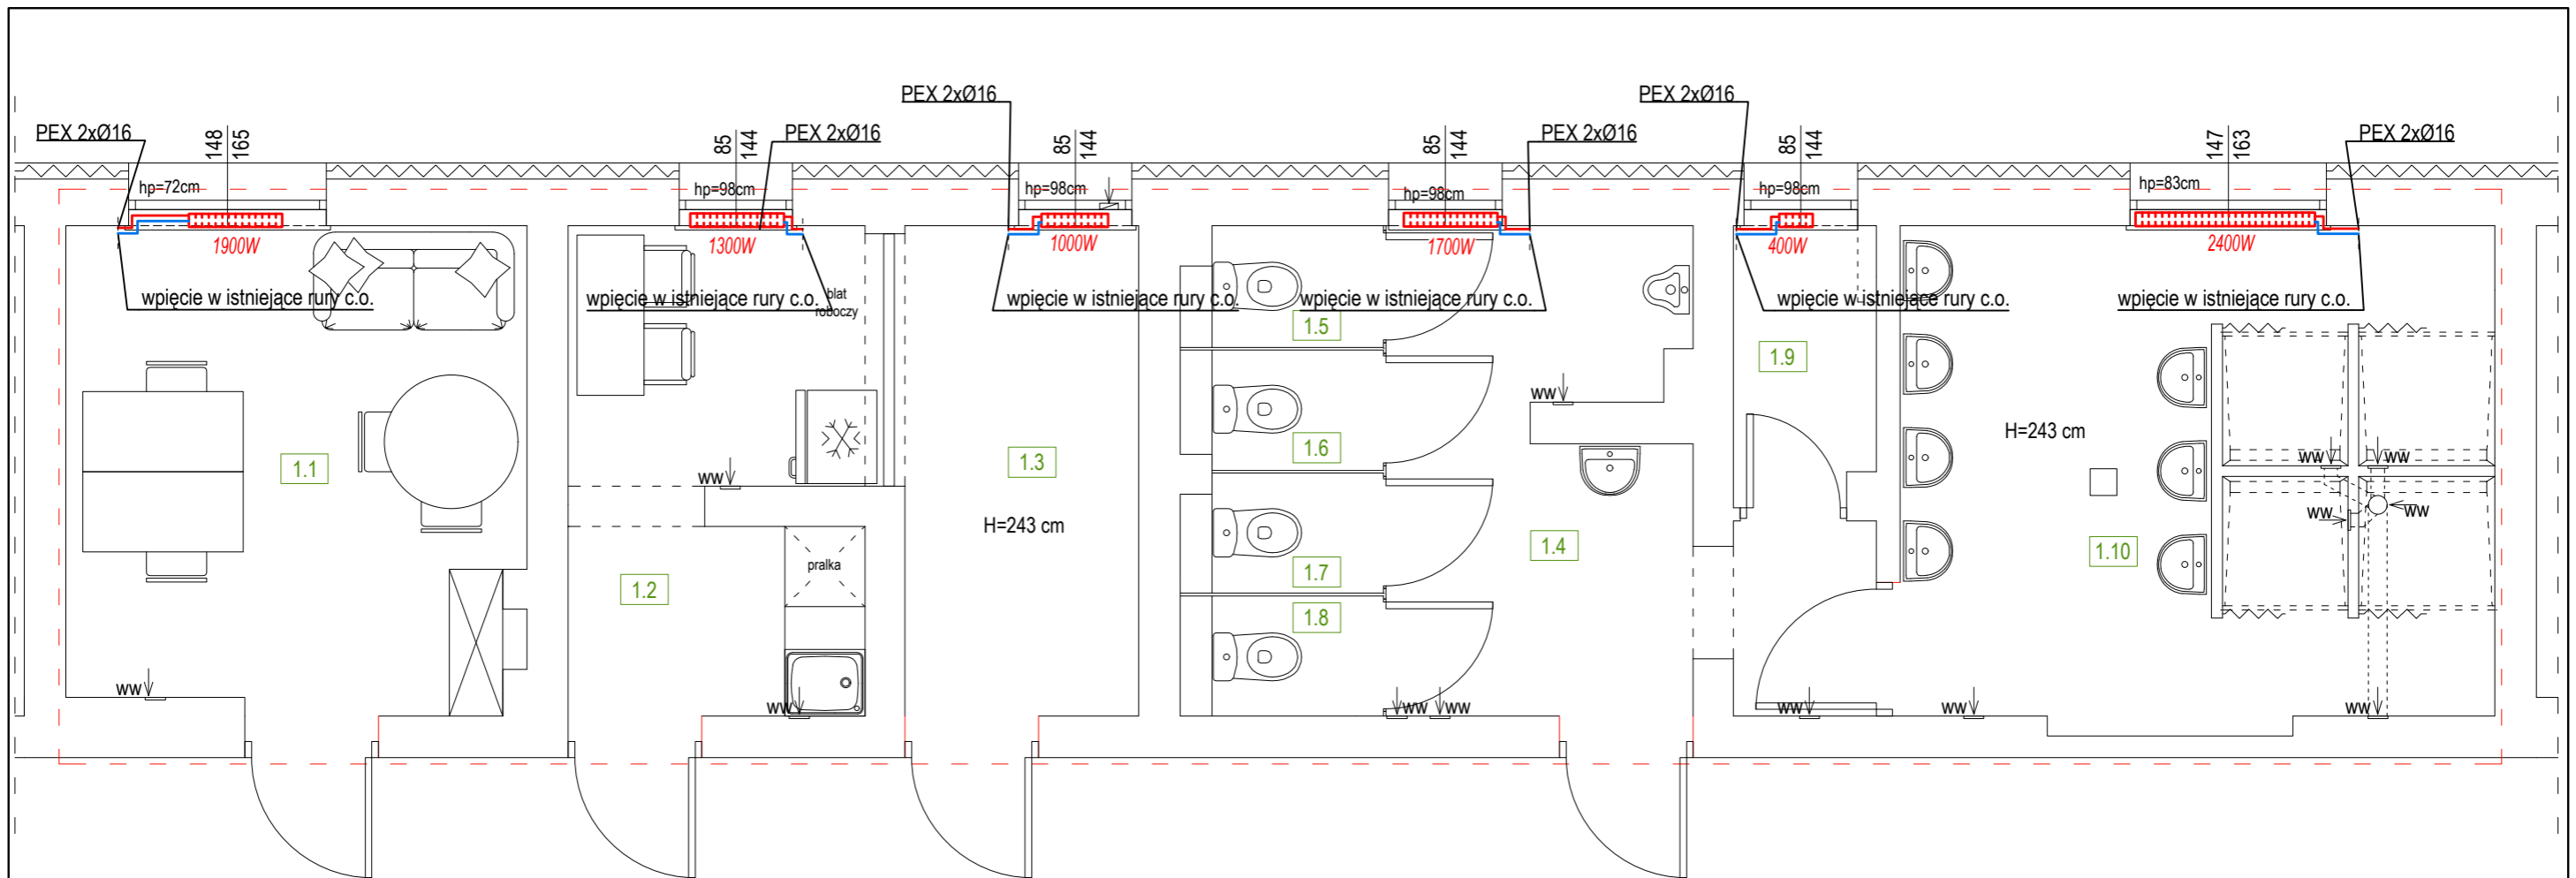 PEX 2xØ16
PEX 2xØ16
PEX 2xØ16
PEX 2xØ16
PEX 2xØ16
PEX 2xØ16
148
165
85
144
85
144
85
144
85
144
147
163
hp=72cm
hp=98cm
hp=98cm
hp=98cm
hp=98cm
hp=83cm
1900W
1300W
1000W
1700W
400W
2400W
wpięcie w istniejące rury c.o.
wpięcie w istniejące rury c.o.
blat
roboczy
wpięcie w istniejące rury c.o.
wpięcie w istniejące rury c.o.
wpięcie w istniejące rury c.o.
wpięcie w istniejące rury c.o.
1.5
1.9
ww
H=243 cm
1.6
1.3
1.1
ww
ww
ww
H=243 cm
ww
ww
1.4
1.10
1.7
pralka
1.2
1.8
ww
ww
ww
ww
ww
ww
ww